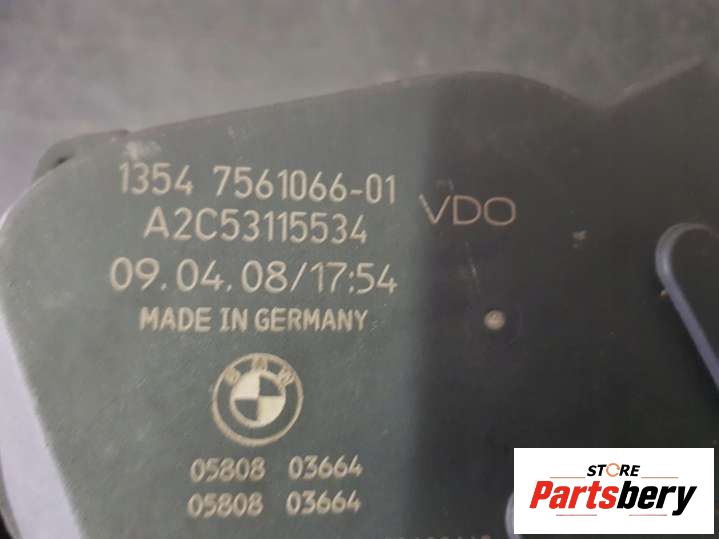 1354 7561066-01
VDO
A2C53115534
09.04.08/17:54
MADE IN GERMANY
BMW
05808 03664
05808 03664
STORE
Partsbery